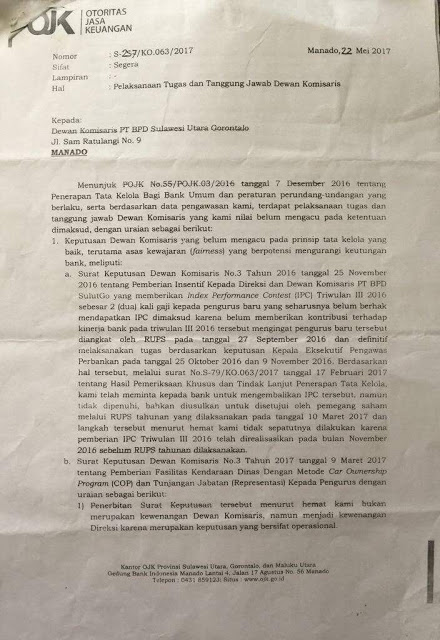 OJK
OTORITAS
JASA
KEUANGAN
Nomor : S-257/KO.063/2017 Manado, 22 Mei 2017
Sifat : Segera
Lampiran : -
Hal : Pelaksanaan Tugas dan Tanggung Jawab Dewan Komisaris
Kepada:
Dewan Komisaris PT BPD Sulawesi Utara Gorontalo
Jl. Sam Ratulangi No. 9
MANADO
Menunjuk POJK No.55/POJK.03/2016 tanggal 7 Desember 2016 tentang
Penerapan Tata Kelola Bagi Bank Umum dan peraturan perundang-undangan yang
berlaku, serta berdasarkan data pengawasan kami, terdapat pelaksanaan tugas dan
tanggung jawab Dewan Komisaris yang kami nilai belum mengacu pada ketentuan
dimaksud, dengan uraian sebagai berikut:
1. Keputusan Dewan Komisaris yang belum mengacu pada prinsip tata kelola yang
baik, terutama asas kewajaran (fairness) yang berpotensi mengurangi keuntungan
bank, meliputi:
a. Surat Keputusan Dewan Komisaris No.3 Tahun 2016 tanggal 25 November
2016 tentang Pemberian Insentif Kepada Direksi dan Dewan Komisaris PT BPD
SulutGo yang memberikan Index Performance Contest (IPC) Triwulan III 2016
sebesar 2 (dua) kali gaji kepada pengurus baru yang seharusnya belum berhak
mendapatkan IPC dimaksud karena belum memberikan kontribusi terhadap
kinerja bank pada triwulan III 2016 tersebut mengingat pengurus baru tersebut
diangkat oleh RUPS pada tanggal 27 September 2016 dan definitif
melaksanakan tugas berdasarkan keputusan Kepala Eksekutif Pengawas
Perbankan pada tanggal 25 Oktober 2016 dan 9 November 2016. Berdasarkan
hal tersebut, melalui surat No.S-79/KO.063/2017 tanggal 17 Februari 2017
tentang Hasil Pemeriksaan Khusus dan Tindak Lanjut Penerapan Tata Kelola,
kami telah meminta kepada bank untuk mengembalikan IPC tersebut, namun
tidak dipenuhi, bahkan diusulkan untuk disetujui oleh pemegang saham
melalui RUPS tahunan yang dilaksanakan pada tanggal 10 Maret 2017 dan
langkah tersebut menurut hemat kami tidak sepatutnya dilakukan karena
pemberian IPC Triwulan III 2016 telah direalisasikan pada bulan November
2016 sebelum RUPS tahunan dilaksanakan.
b. Surat Keputusan Dewan Komisaris No.3 Tahun 2017 tanggal 9 Maret 2017
tentang Pemberian Fasilitas Kendaraan Dinas Dengan Metode Car Ownership
Program (COP) dan Tunjangan Jabatan (Representasi) Kepada Pengurus dengan
uraian sebagai berikut:
1) Penerbitan Surat Keputusan tersebut menurut hemat kami bukan
merupakan kewenangan Dewan Komisaris, namun menjadi kewenangan
Direksi karena merupakan keputusan yang bersifat operasional.
Kantor OJK Provinsi Sulawesi Utara, Gorontalo, dan Maluku Utara
Gedung Bank Indonesia Manado Lantai 4, Jalan 17 Agustus No. 56 Manado
Telepon : 0431 859123; Situs : www.ojk.go.id